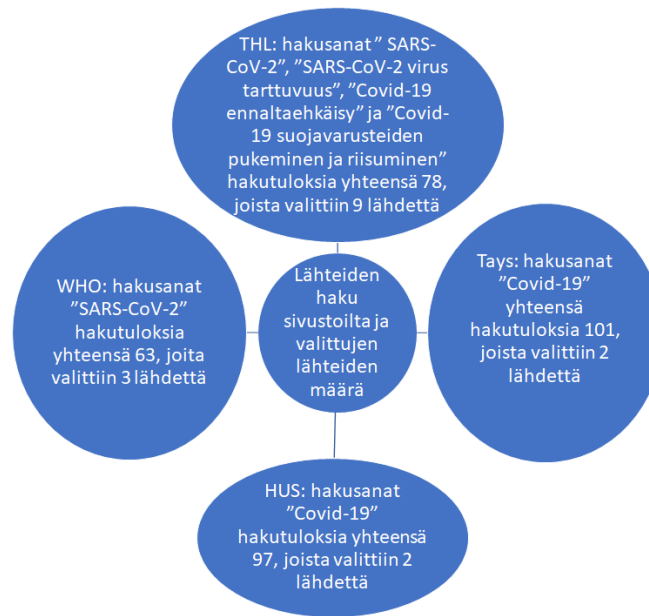 THL: hakusanat ” SARS-
CoV-2”, ”SARS-CoV-2 virus
tarttuvuus”, ”Covid-19
ennaltaehkäisy” ja ”Covid-
19 suojavarusteiden
pukeminen ja riisuminen”
hakutuloksia yhteensä 78,
joista valittiin 9 lähdettä
WHO: hakusanat
”SARS-CoV-2”
hakutuloksia
yhteensä 63, joita
valittiin 3 lähdettä
Lähteiden
haku
sivustoilta ja
valittujen
lähteiden
määrä
Tays: hakusanat
”Covid-19”
yhteensä
hakutuloksia 101,
joista valittiin 2
lähdettä
HUS: hakusanat
”Covid-19”
hakutuloksia yhteensä
97, joista valittiin 2
lähdettä